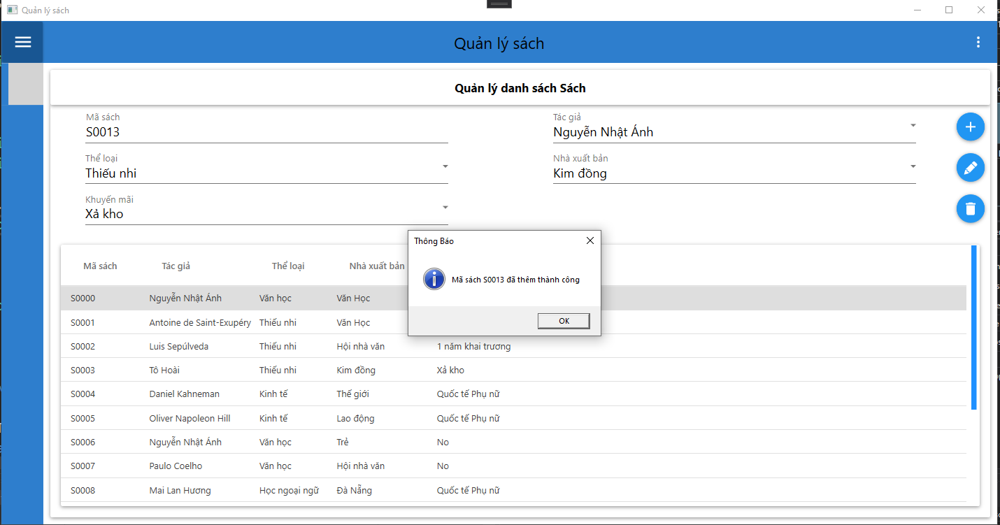 Quản lý sách
Quản lý sách
Quản lý danh sách Sách
Mã sách
S0013
Tác giả
Nguyễn Nhật Ánh
Thể loại
Thiếu nhi
Nhà xuất bản
Kim đồng
Khuyến mãi
Xả kho
Thông Báo
Mã sách S0013 đã thêm thành công
OK
Mã sách Tác giả Thể loại Nhà xuất bản
S0000 Nguyễn Nhật Ánh Văn học Văn Học
S0001 Antoine de Saint-Exupéry Thiếu nhi Văn Học
S0002 Luis Sepúlveda Thiếu nhi Hội nhà văn 1 năm khai trương
S0003 Tô Hoài Thiếu nhi Kim đồng Xả kho
S0004 Daniel Kahneman Kinh tế Thế giới Quốc tế Phụ nữ
S0005 Oliver Napoleon Hill Kinh tế Lao động Quốc tế Phụ nữ
S0006 Nguyễn Nhật Ánh Văn học Trẻ No
S0007 Paulo Coelho Văn học Hội nhà văn No
S0008 Mai Lan Hương Học ngoại ngữ Đà Nẵng Quốc tế Phụ nữ